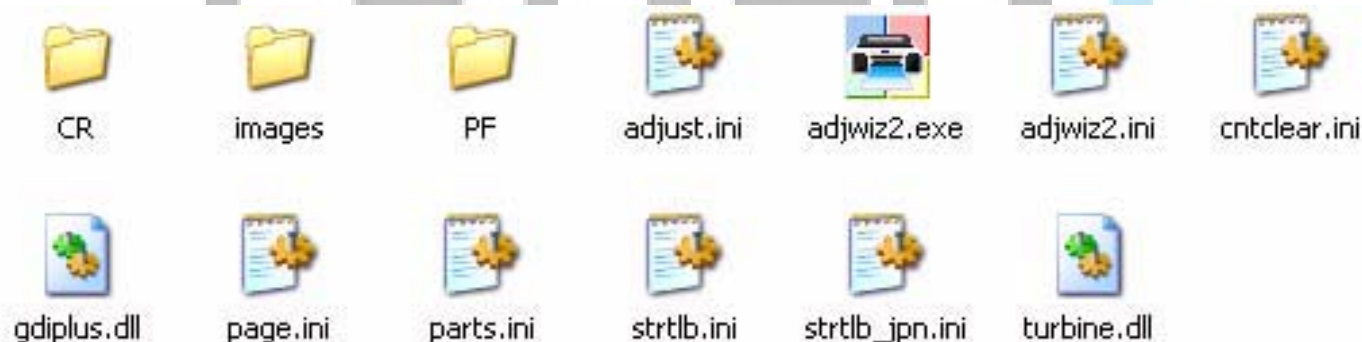 CR images PF adjust.ini adjwiz2.exe adjwiz2.ini cntclear.ini
gdiplus.dll page.ini parts.ini strtlb.ini strtlb_jpn.ini turbine.dll